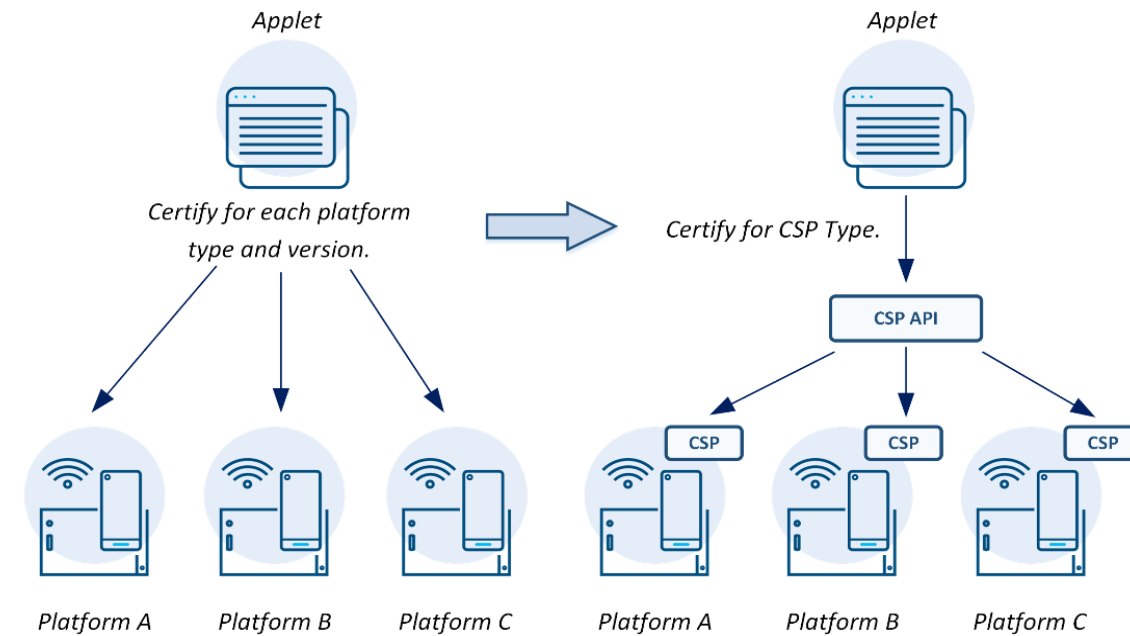 Applet
Certify for each platform
type and version.
Platform A
Platform B
Platform C
Applet
Certify for CSP Type.
CSP API
CSP
CSP
CSP
Platform A
Platform B
Platform C